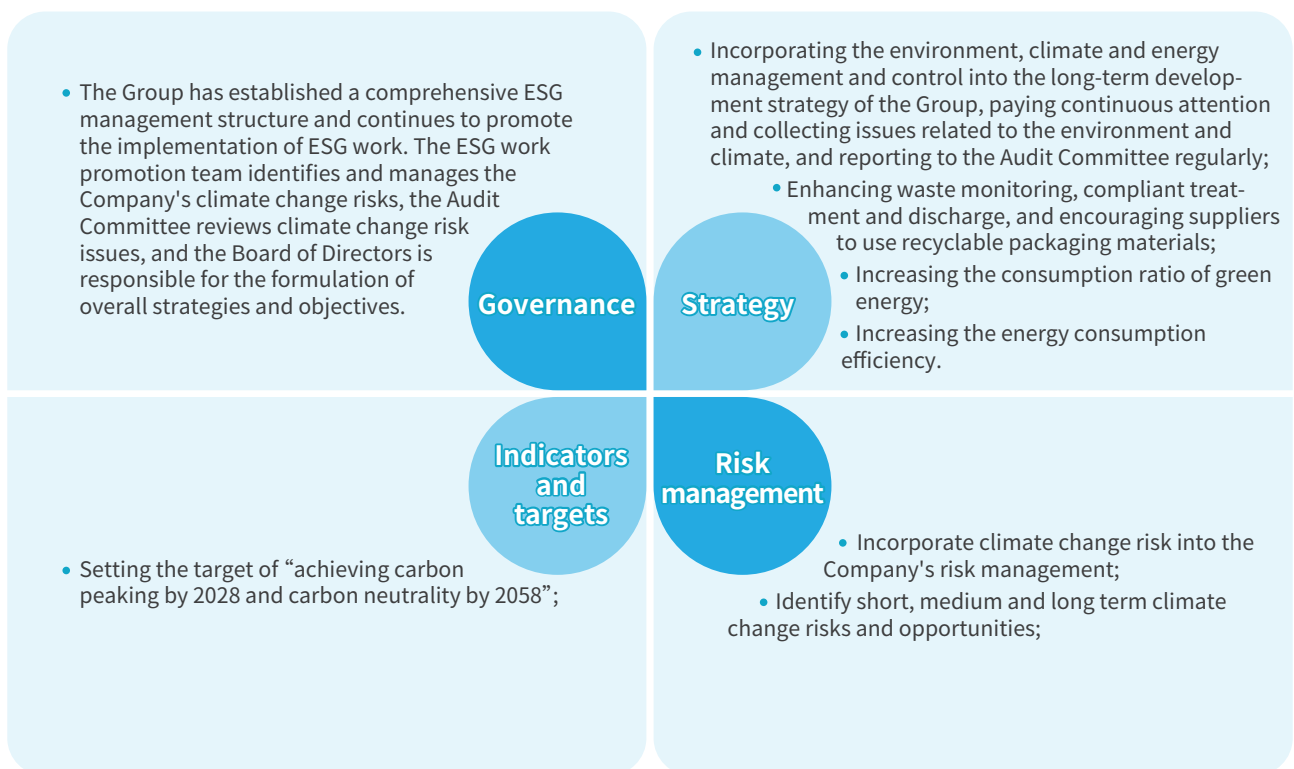 • The Group has established a comprehensive ESG
management structure and continues to promote
the implementation of ESG work. The ESG work
promotion team identifies and manages the
Company's climate change risks, the Audit
Committee reviews climate change risk
issues, and the Board of Directors is
responsible for the formulation of
overall strategies and objectives.
Governance
• Incorporating the environment, climate and energy
management and control into the long-term develop-
ment strategy of the Group, paying continuous attention
and collecting issues related to the environment and
climate, and reporting to the Audit Committee regularly;
• Enhancing waste monitoring, compliant treat-
ment and discharge, and encouraging suppliers
to use recyclable packaging materials;
• Increasing the consumption ratio of green
energy;
• Increasing the energy consumption
efficiency.
Strategy
Indicators
and
targets
• Setting the target of “achieving carbon
peaking by 2028 and carbon neutrality by 2058”;
Risk
management
• Incorporate climate change risk into the
Company's risk management;
• Identify short, medium and long term climate
change risks and opportunities;